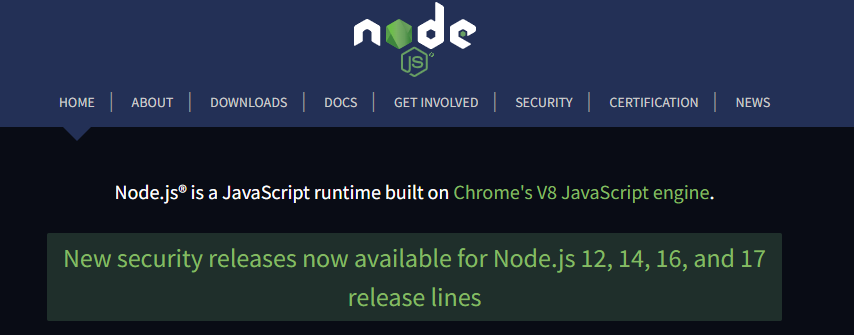 node
JS
HOME ABOUT DOWNLOADS DOCS GET INVOLVED SECURITY CERTIFICATION NEWS
Node.js® is a JavaScript runtime built on Chrome's V8 JavaScript engine.
New security releases now available for Node.js 12, 14, 16, and 17
release lines